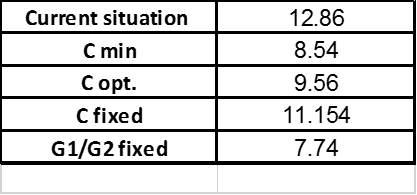 Current situation 12.86
C min 8.54
C opt. 9.56
C fixed 11.154
G1/G2 fixed 7.74